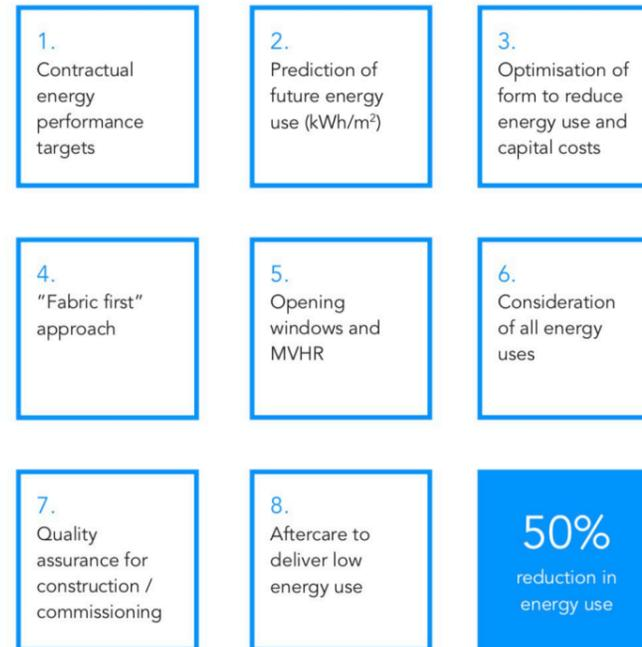 1.
Contractual
energy
performance
targets
2.
Prediction of
future energy
use (kWh/m²)
3.
Optimisation of
form to reduce
energy use and
capital costs
4.
“Fabric first”
approach
5.
Opening
windows and
MVHR
6.
Consideration
of all energy
uses
7.
Quality
assurance for
construction /
commissioning
8.
Aftercare to
deliver low
energy use
50%
reduction in
energy use